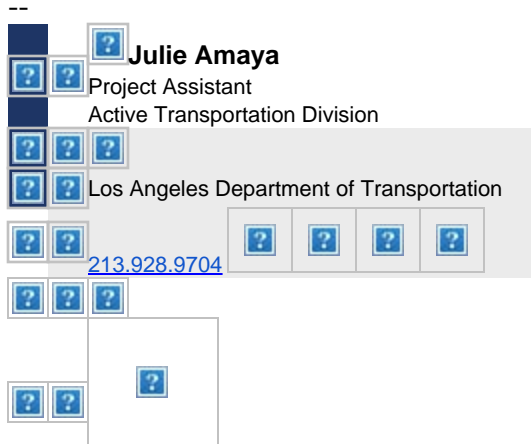 --
Julie Amaya
Project Assistant
Active Transportation Division
Los Angeles Department of Transportation
213.928.9704